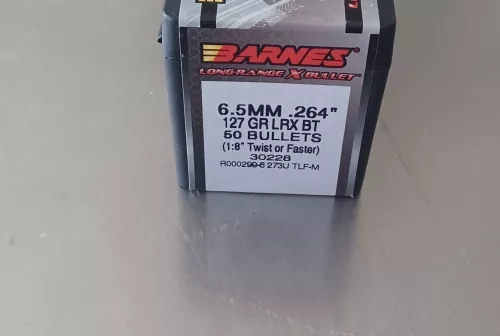 BARNES
LONG-RANGE X BULLET™
6.5MM .264"
127 GR LRX BT
50 BULLETS
(1:8" Twist or Faster)
30228
R000299-6 273U TLF-M